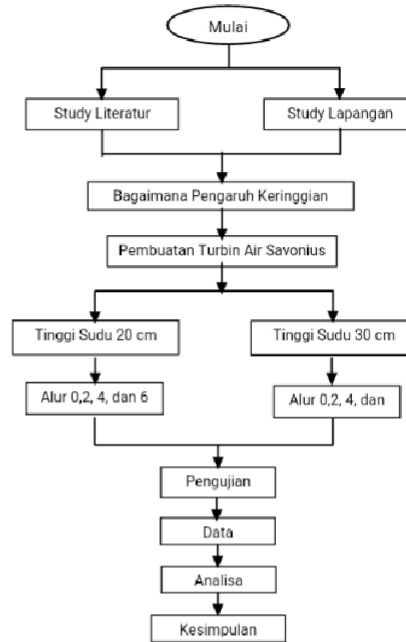 Mulai
Study Literatur
Study Lapangan
Bagaimana Pengaruh Keringgian
Pembuatan Turbin Air Savonius
Tinggi Sudu 20 cm
Tinggi Sudu 30 cm
Alur 0,2, 4, dan 6
Alur 0,2, 4, dan
Pengujian
Data
Analisa
Kesimpulan